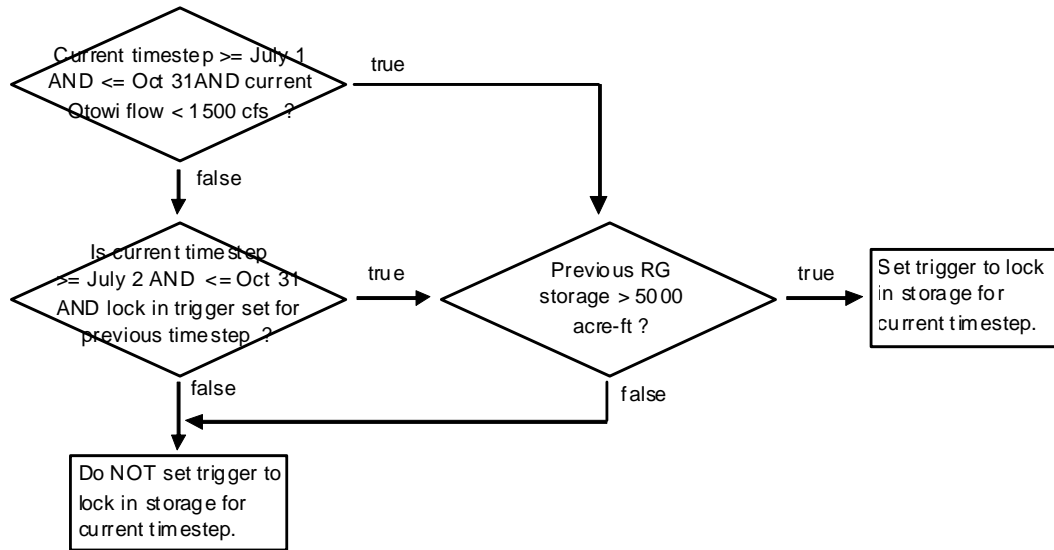 Current timestep >= July 1
AND <= Oct 31AND current
Otowi flow < 1500 cfs ?
true
false
Is current timestep
>= July 2 AND <= Oct 31
AND lock in trigger set for
previous timestep ?
true
Previous RG
storage > 5000
acre-ft ?
true
Set trigger to lock
in storage for
current timestep.
false
false
Do NOT set trigger to
lock in storage for
current timestep.